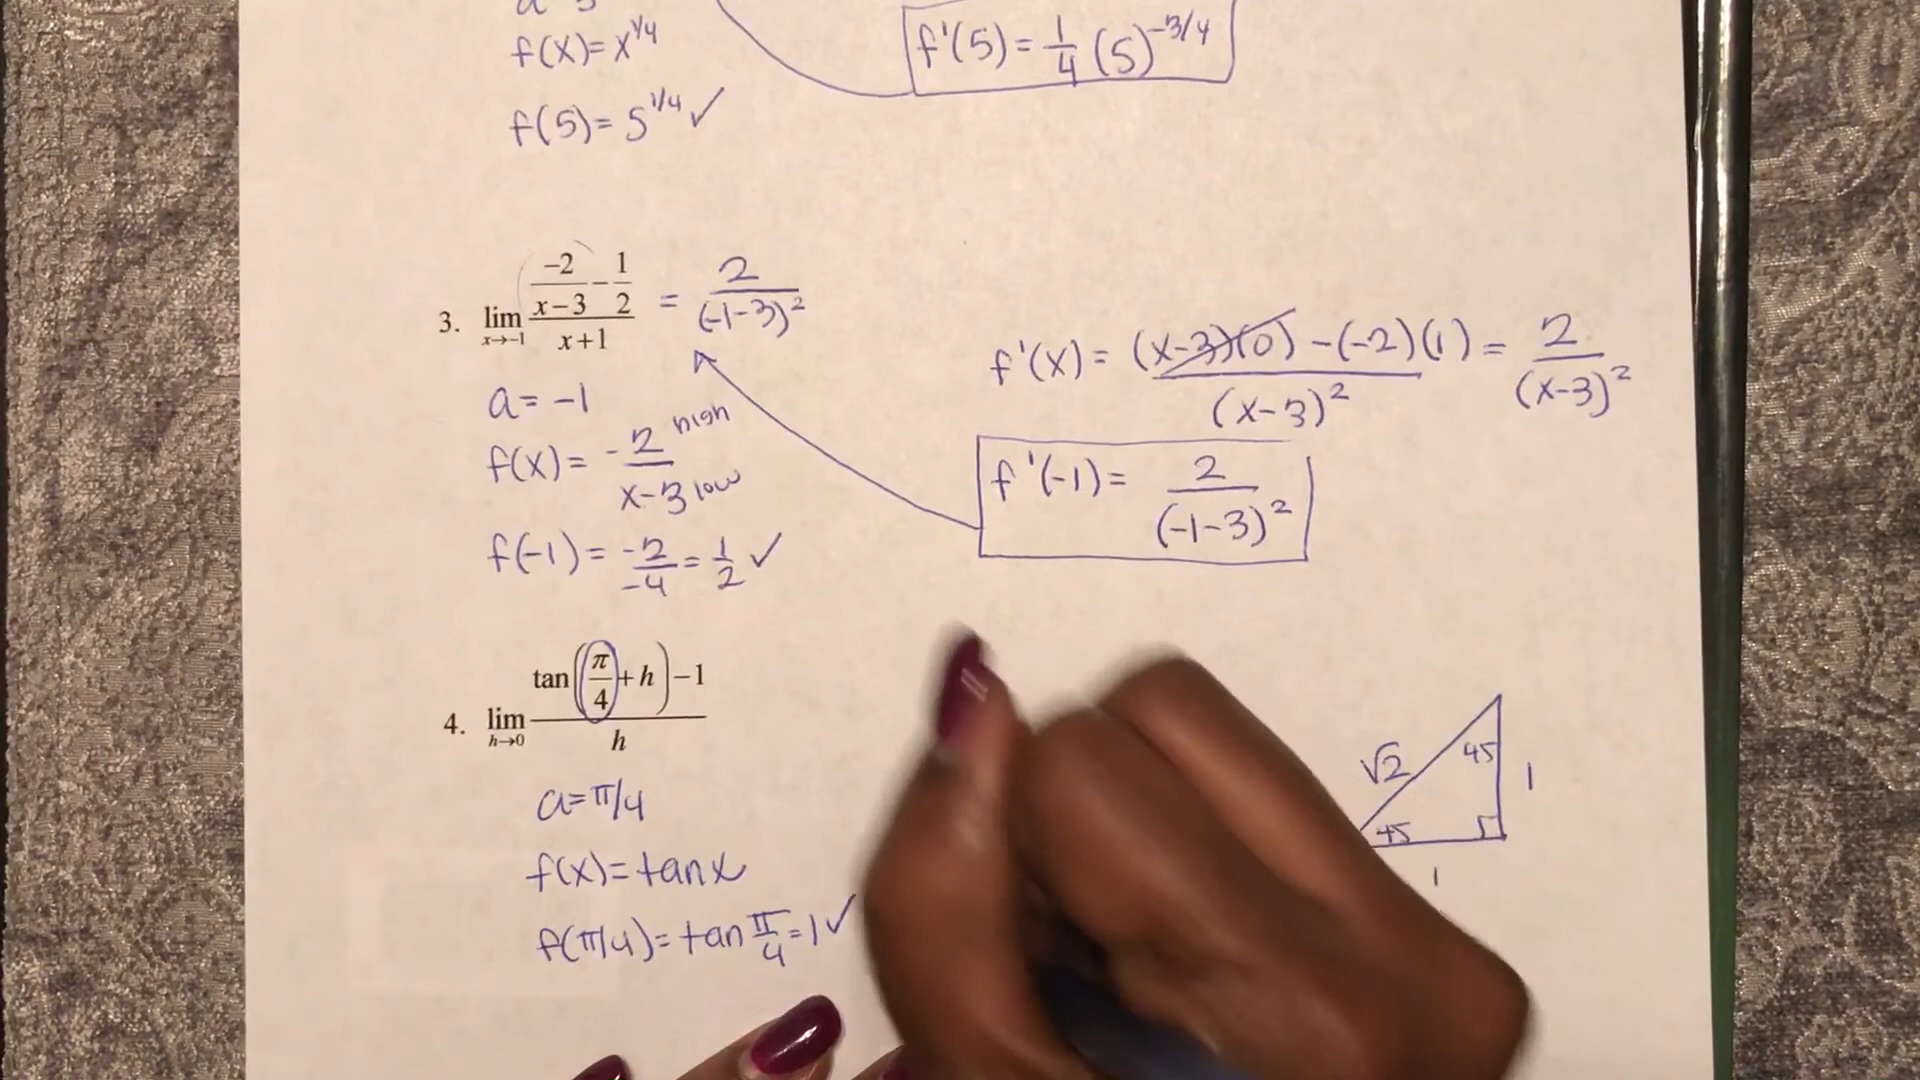 f(x) = x^1/4
f'(5) = 1/4 (5)^-3/4
f(5) = 5^1/4 ✓
3. lim x→-1 (-2/(x-3) - 1/2)/(x+1) = 2/(-1-3)^2
a = -1
f(x) = -2/(x-3) high low
f(-1) = -2/-4 = 1/2 ✓
f'(x) = ((x-3)(0) - (-2)(1))/(x-3)^2 = 2/(x-3)^2
f'(-1) = 2/(-1-3)^2
4. lim h→0 (tan(π/4 + h) - 1)/h
a = π/4
f(x) = tan x
f(π/4) = tan π/4 = 1 ✓
√2 45 1
45
1